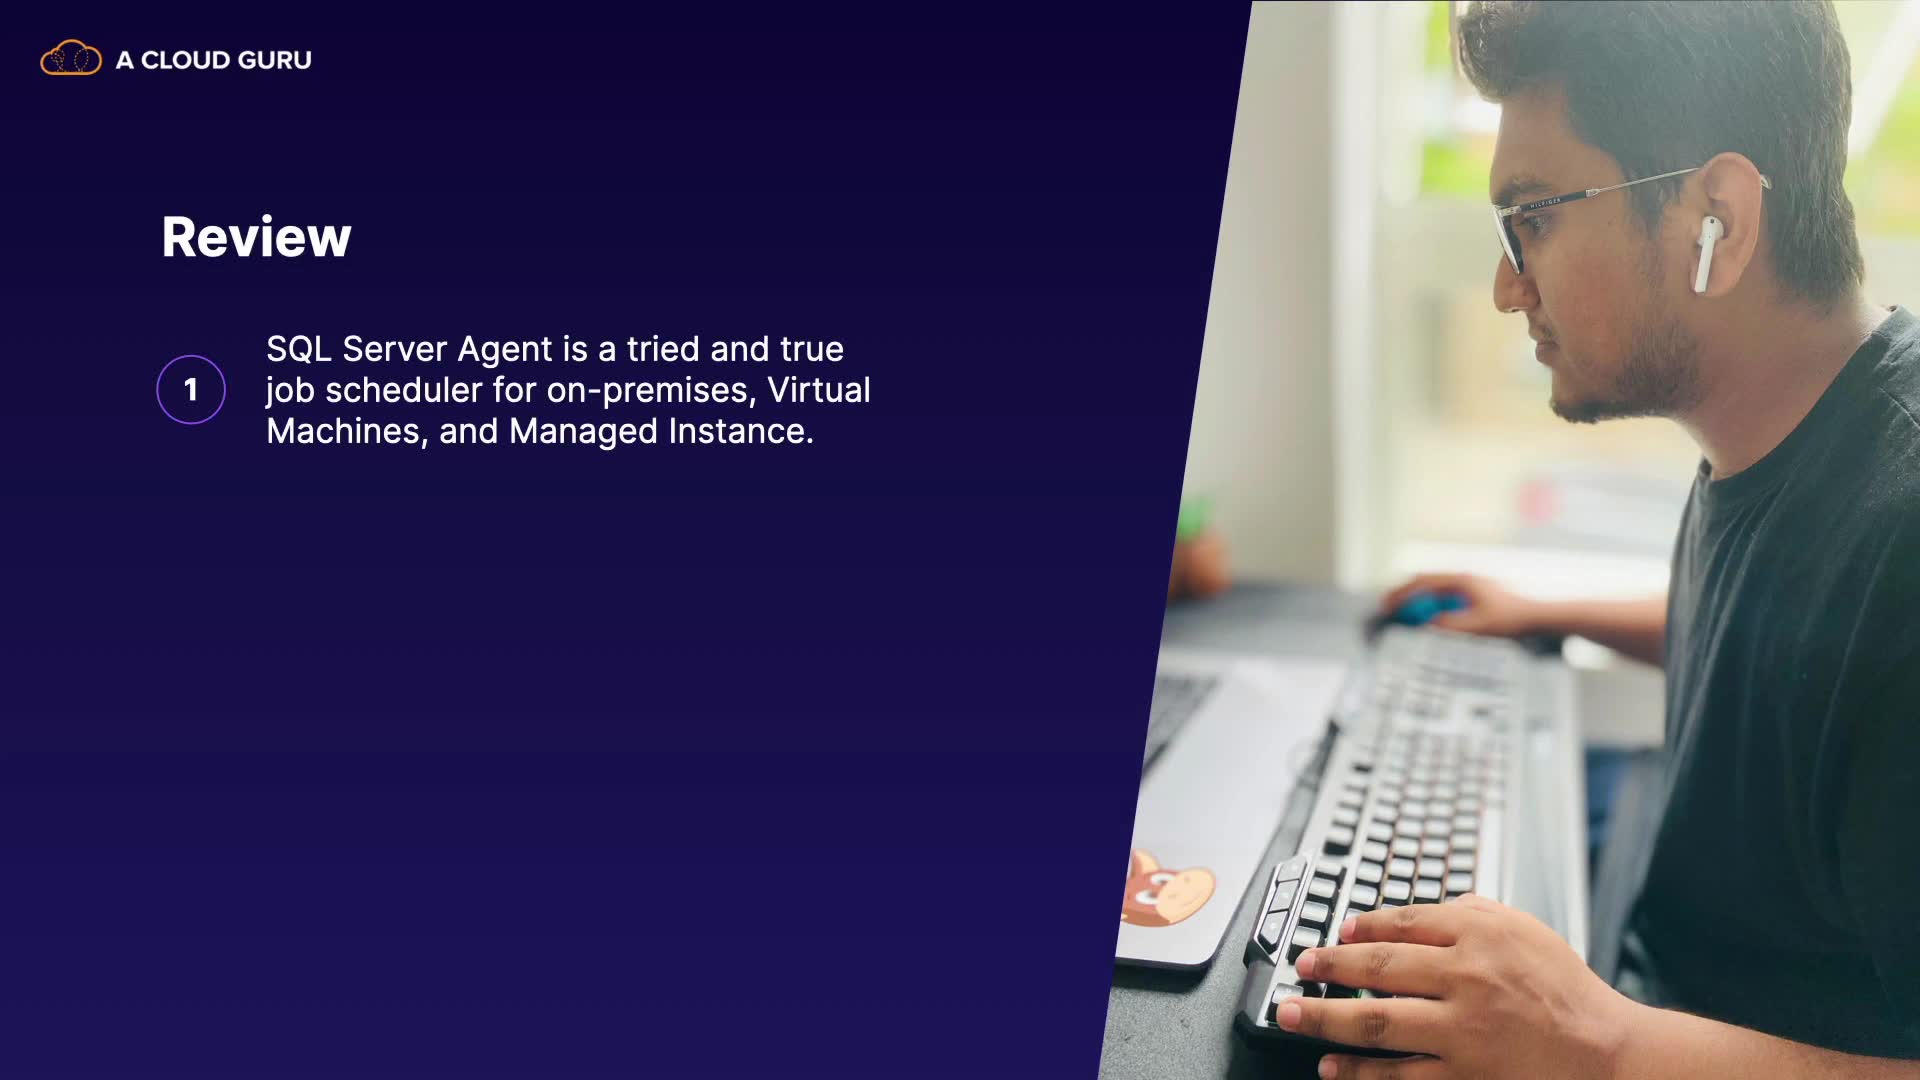 A CLOUD GURU
Review
1
SQL Server Agent is a tried and true
job scheduler for on-premises, Virtual
Machines, and Managed Instance.
HILFIGER